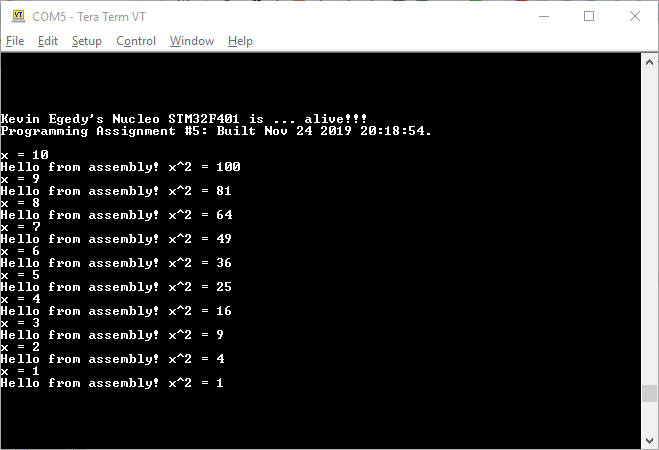 COM5 - Tera Term VT
File Edit Setup Control Window Help
Kevin Egedy's Nucleo STM32F401 is ... alive!!!
Programming Assignment #5: Built Nov 24 2019 20:18:54.
x = 10
Hello from assembly! x^2 = 100
x = 9
Hello from assembly! x^2 = 81
x = 8
Hello from assembly! x^2 = 64
x = 7
Hello from assembly! x^2 = 49
x = 6
Hello from assembly! x^2 = 36
x = 5
Hello from assembly! x^2 = 25
x = 4
Hello from assembly! x^2 = 16
x = 3
Hello from assembly! x^2 = 9
x = 2
Hello from assembly! x^2 = 4
x = 1
Hello from assembly! x^2 = 1